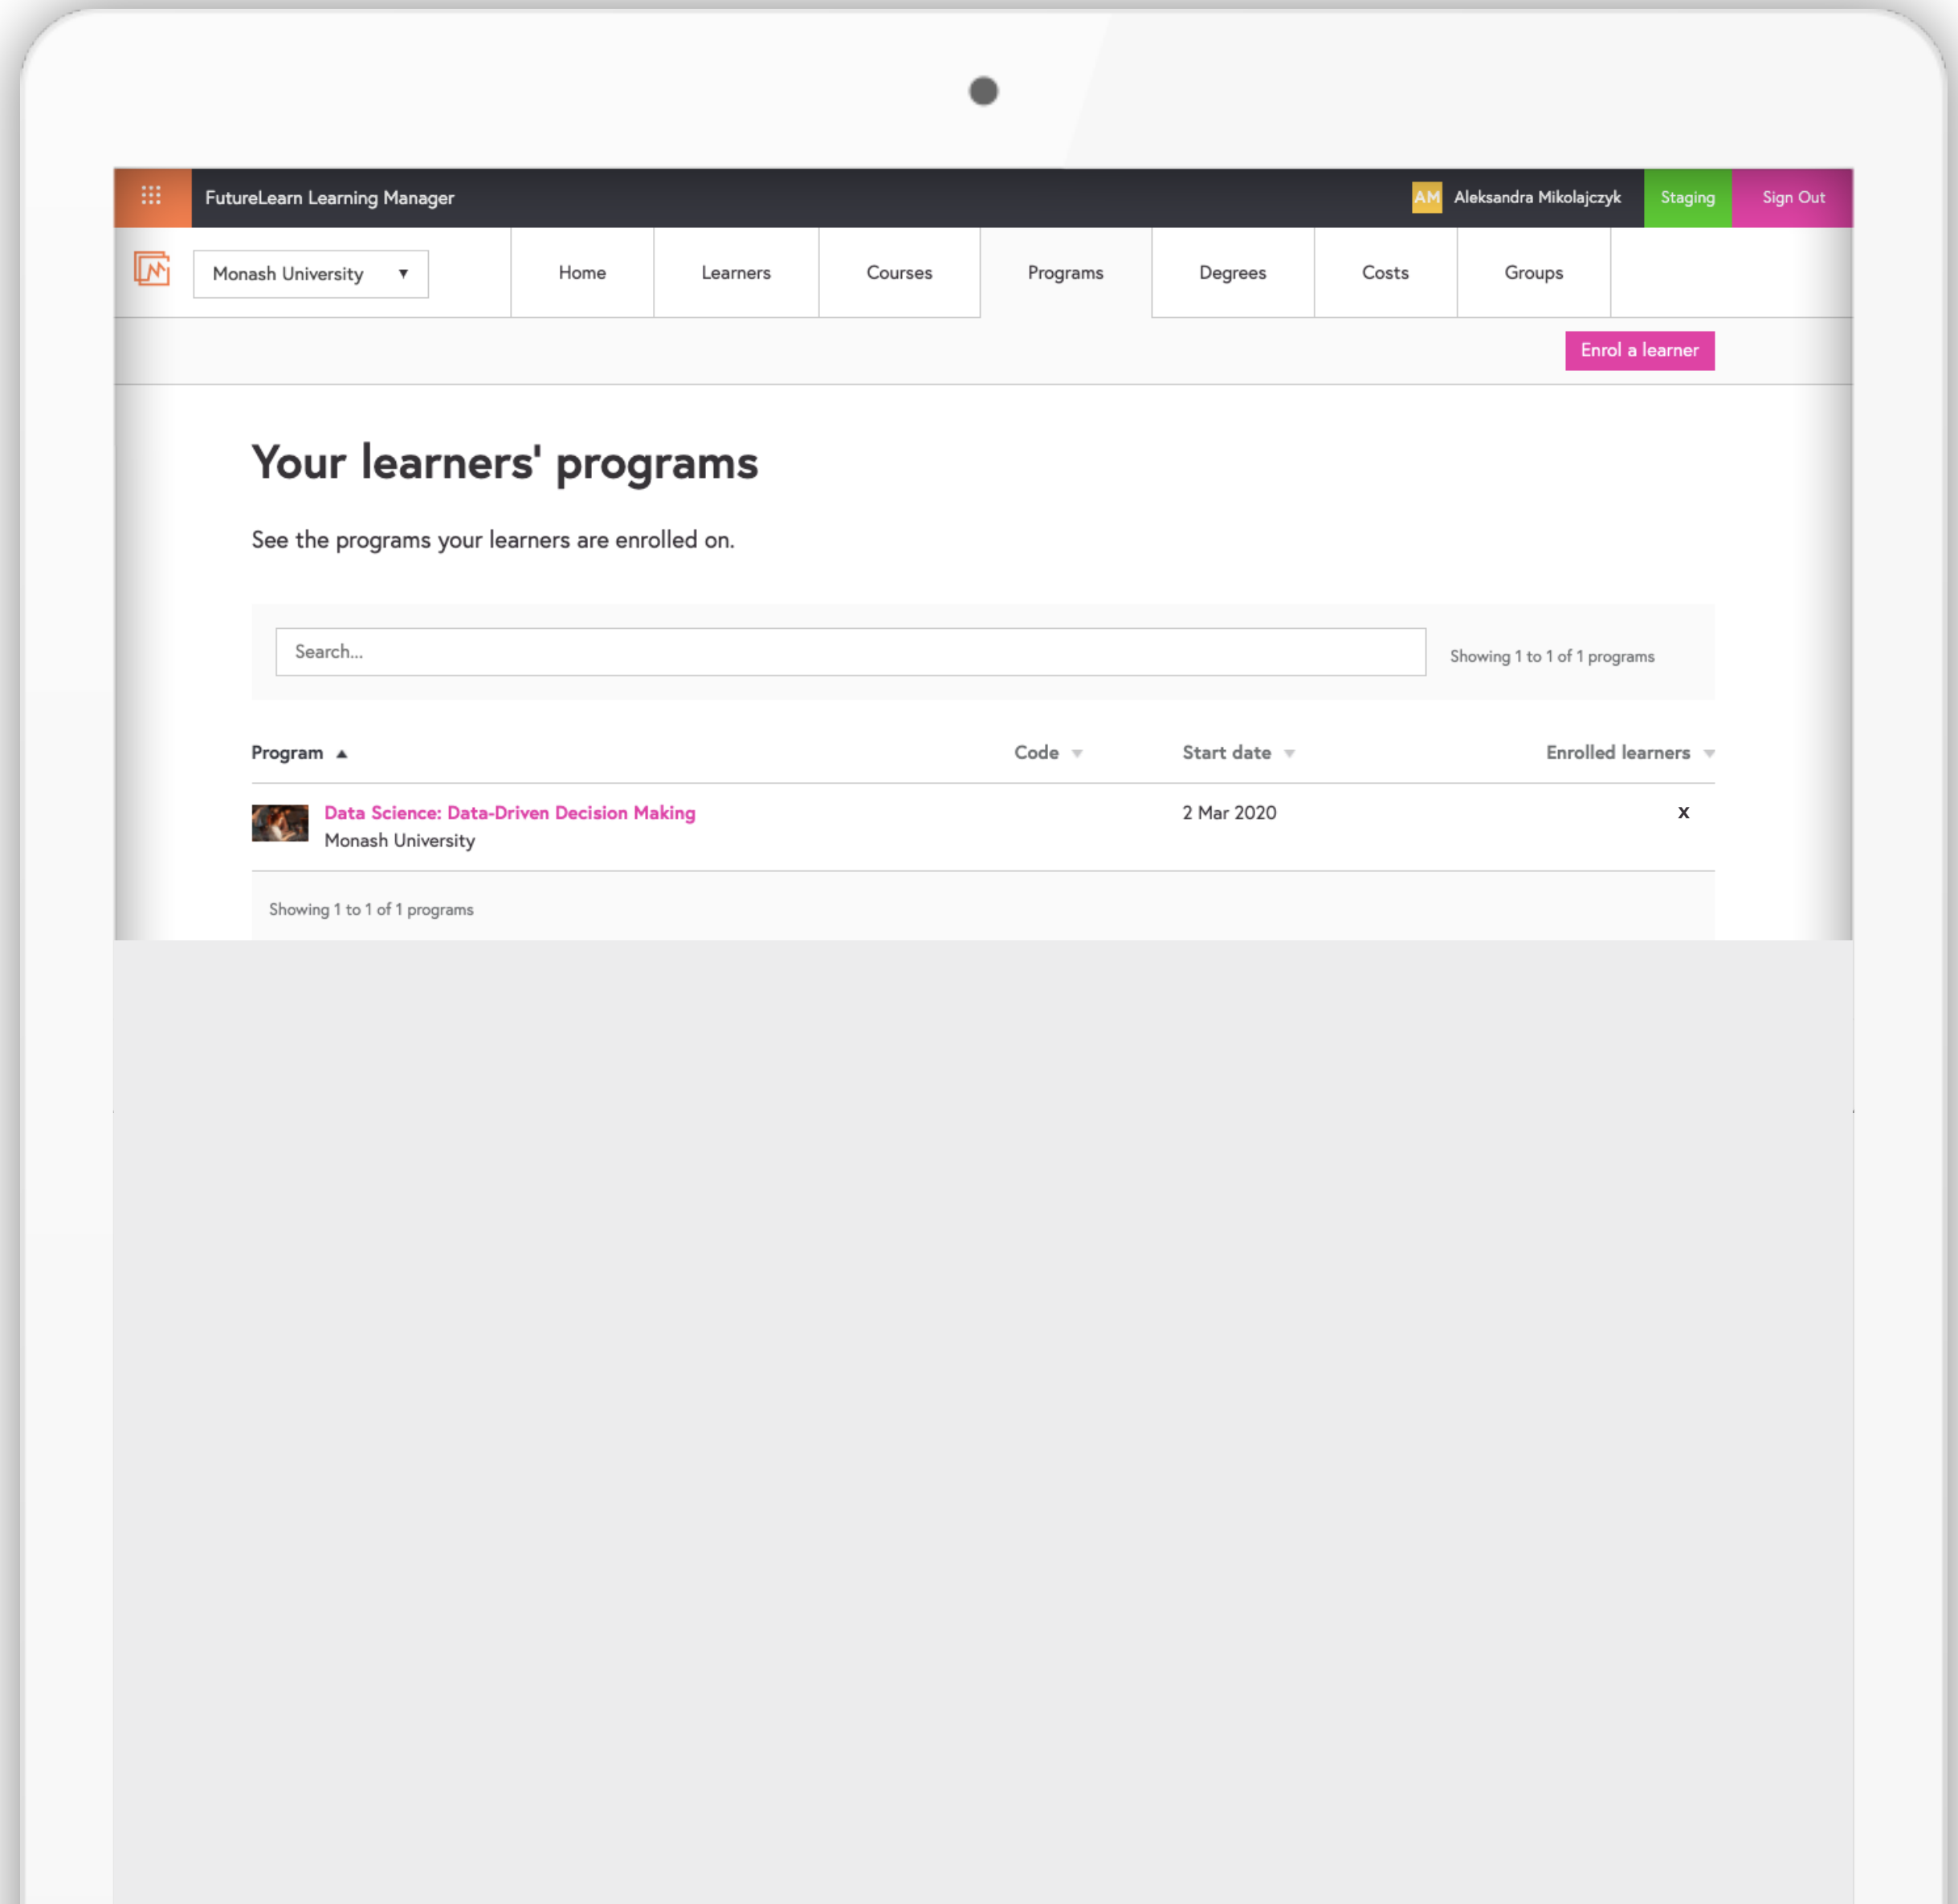 FutureLearn Learning Manager
AM Aleksandra Mikolajczyk Staging Sign Out
Monash University ▼ Home Learners Courses Programs Degrees Costs Groups
Enrol a learner
Your learners' programs
See the programs your learners are enrolled on.
Search... Showing 1 to 1 of 1 programs
Program ▲ Code ▼ Start date ▼ Enrolled learners ▼
Data Science: Data-Driven Decision Making 2 Mar 2020 x
Monash University
Showing 1 to 1 of 1 programs